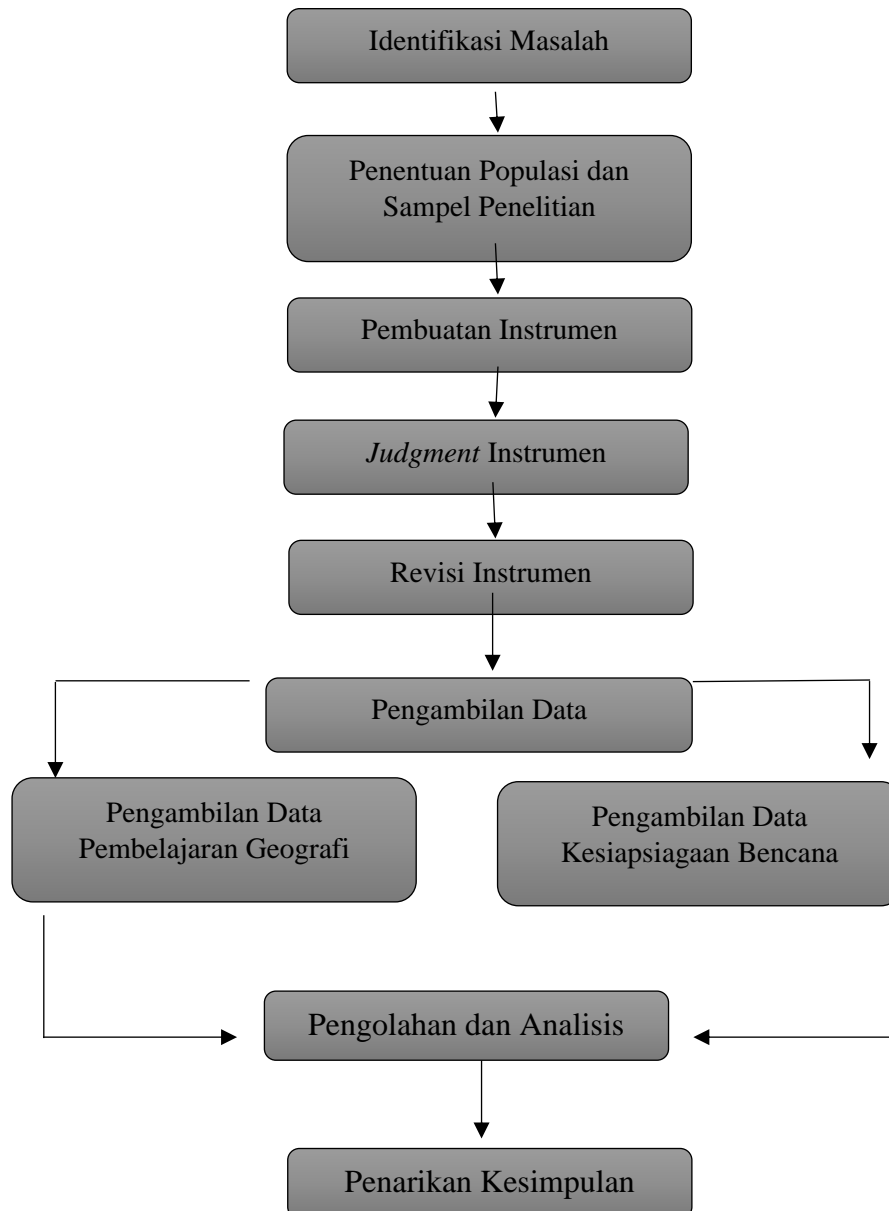 Identifikasi Masalah
Penentuan Populasi dan
Sampel Penelitian
Pembuatan Instrumen
Judgment Instrumen
Revisi Instrumen
Pengambilan Data
Pengambilan Data
Pembelajaran Geografi
Pengambilan Data
Kesiapsiagaan Bencana
Pengolahan dan Analisis
Penarikan Kesimpulan